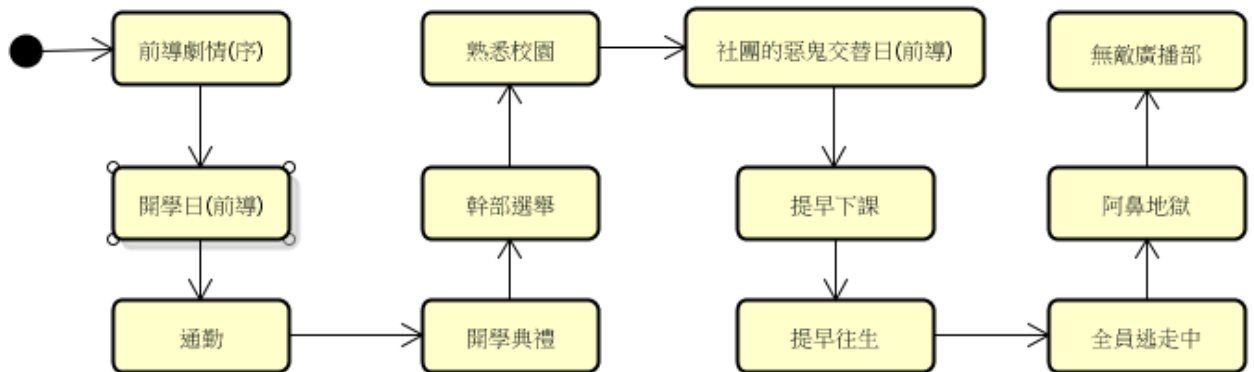 前導劇情(序)
開學日(前導)
通勤
開學典禮
幹部選舉
熟悉校園
社團的惡鬼交替日(前導)
提早下課
提早往生
全員逃走中
阿鼻地獄
無敵廣播部